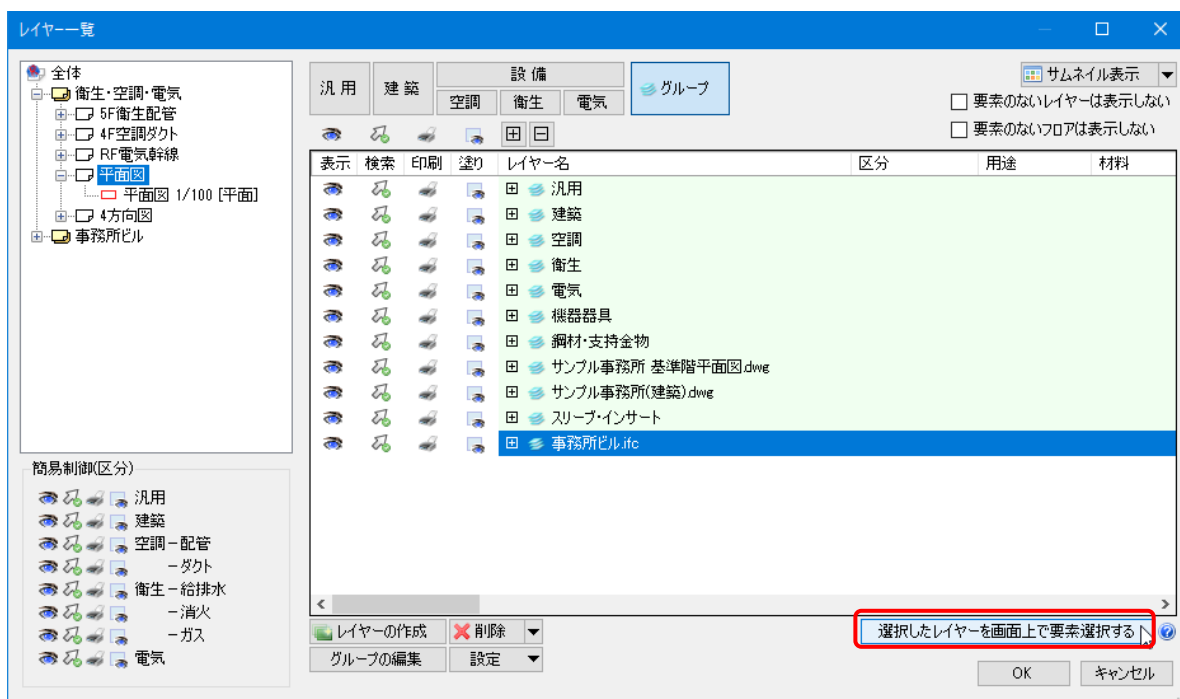 レイヤー一覧
全体
衛生・空調・電気
5F衛生配管
4F空調ダクト
RF電気幹線
平面図
平面図 1/100 [平面]
4方向図
事務所ビル
汎用
建築
設備
空調
衛生
電気
グループ
サムネイル表示
要素のないレイヤーは表示しない
要素のないフロアは表示しない
表示 検索 印刷 塗り レイヤー名 区分 用途 材料
汎用
建築
空調
衛生
電気
機器器具
鋼材・支持金物
サンプル事務所 基準階平面図.dwg
サンプル事務所(建築).dwg
スリーブ・インサート
事務所ビル.ifc
簡易制御(区分)
汎用
建築
空調－配管
－ダクト
衛生－給排水
－消火
－ガス
電気
レイヤーの作成
削除
選択したレイヤーを画面上で要素選択する
グループの編集
設定
OK
キャンセル